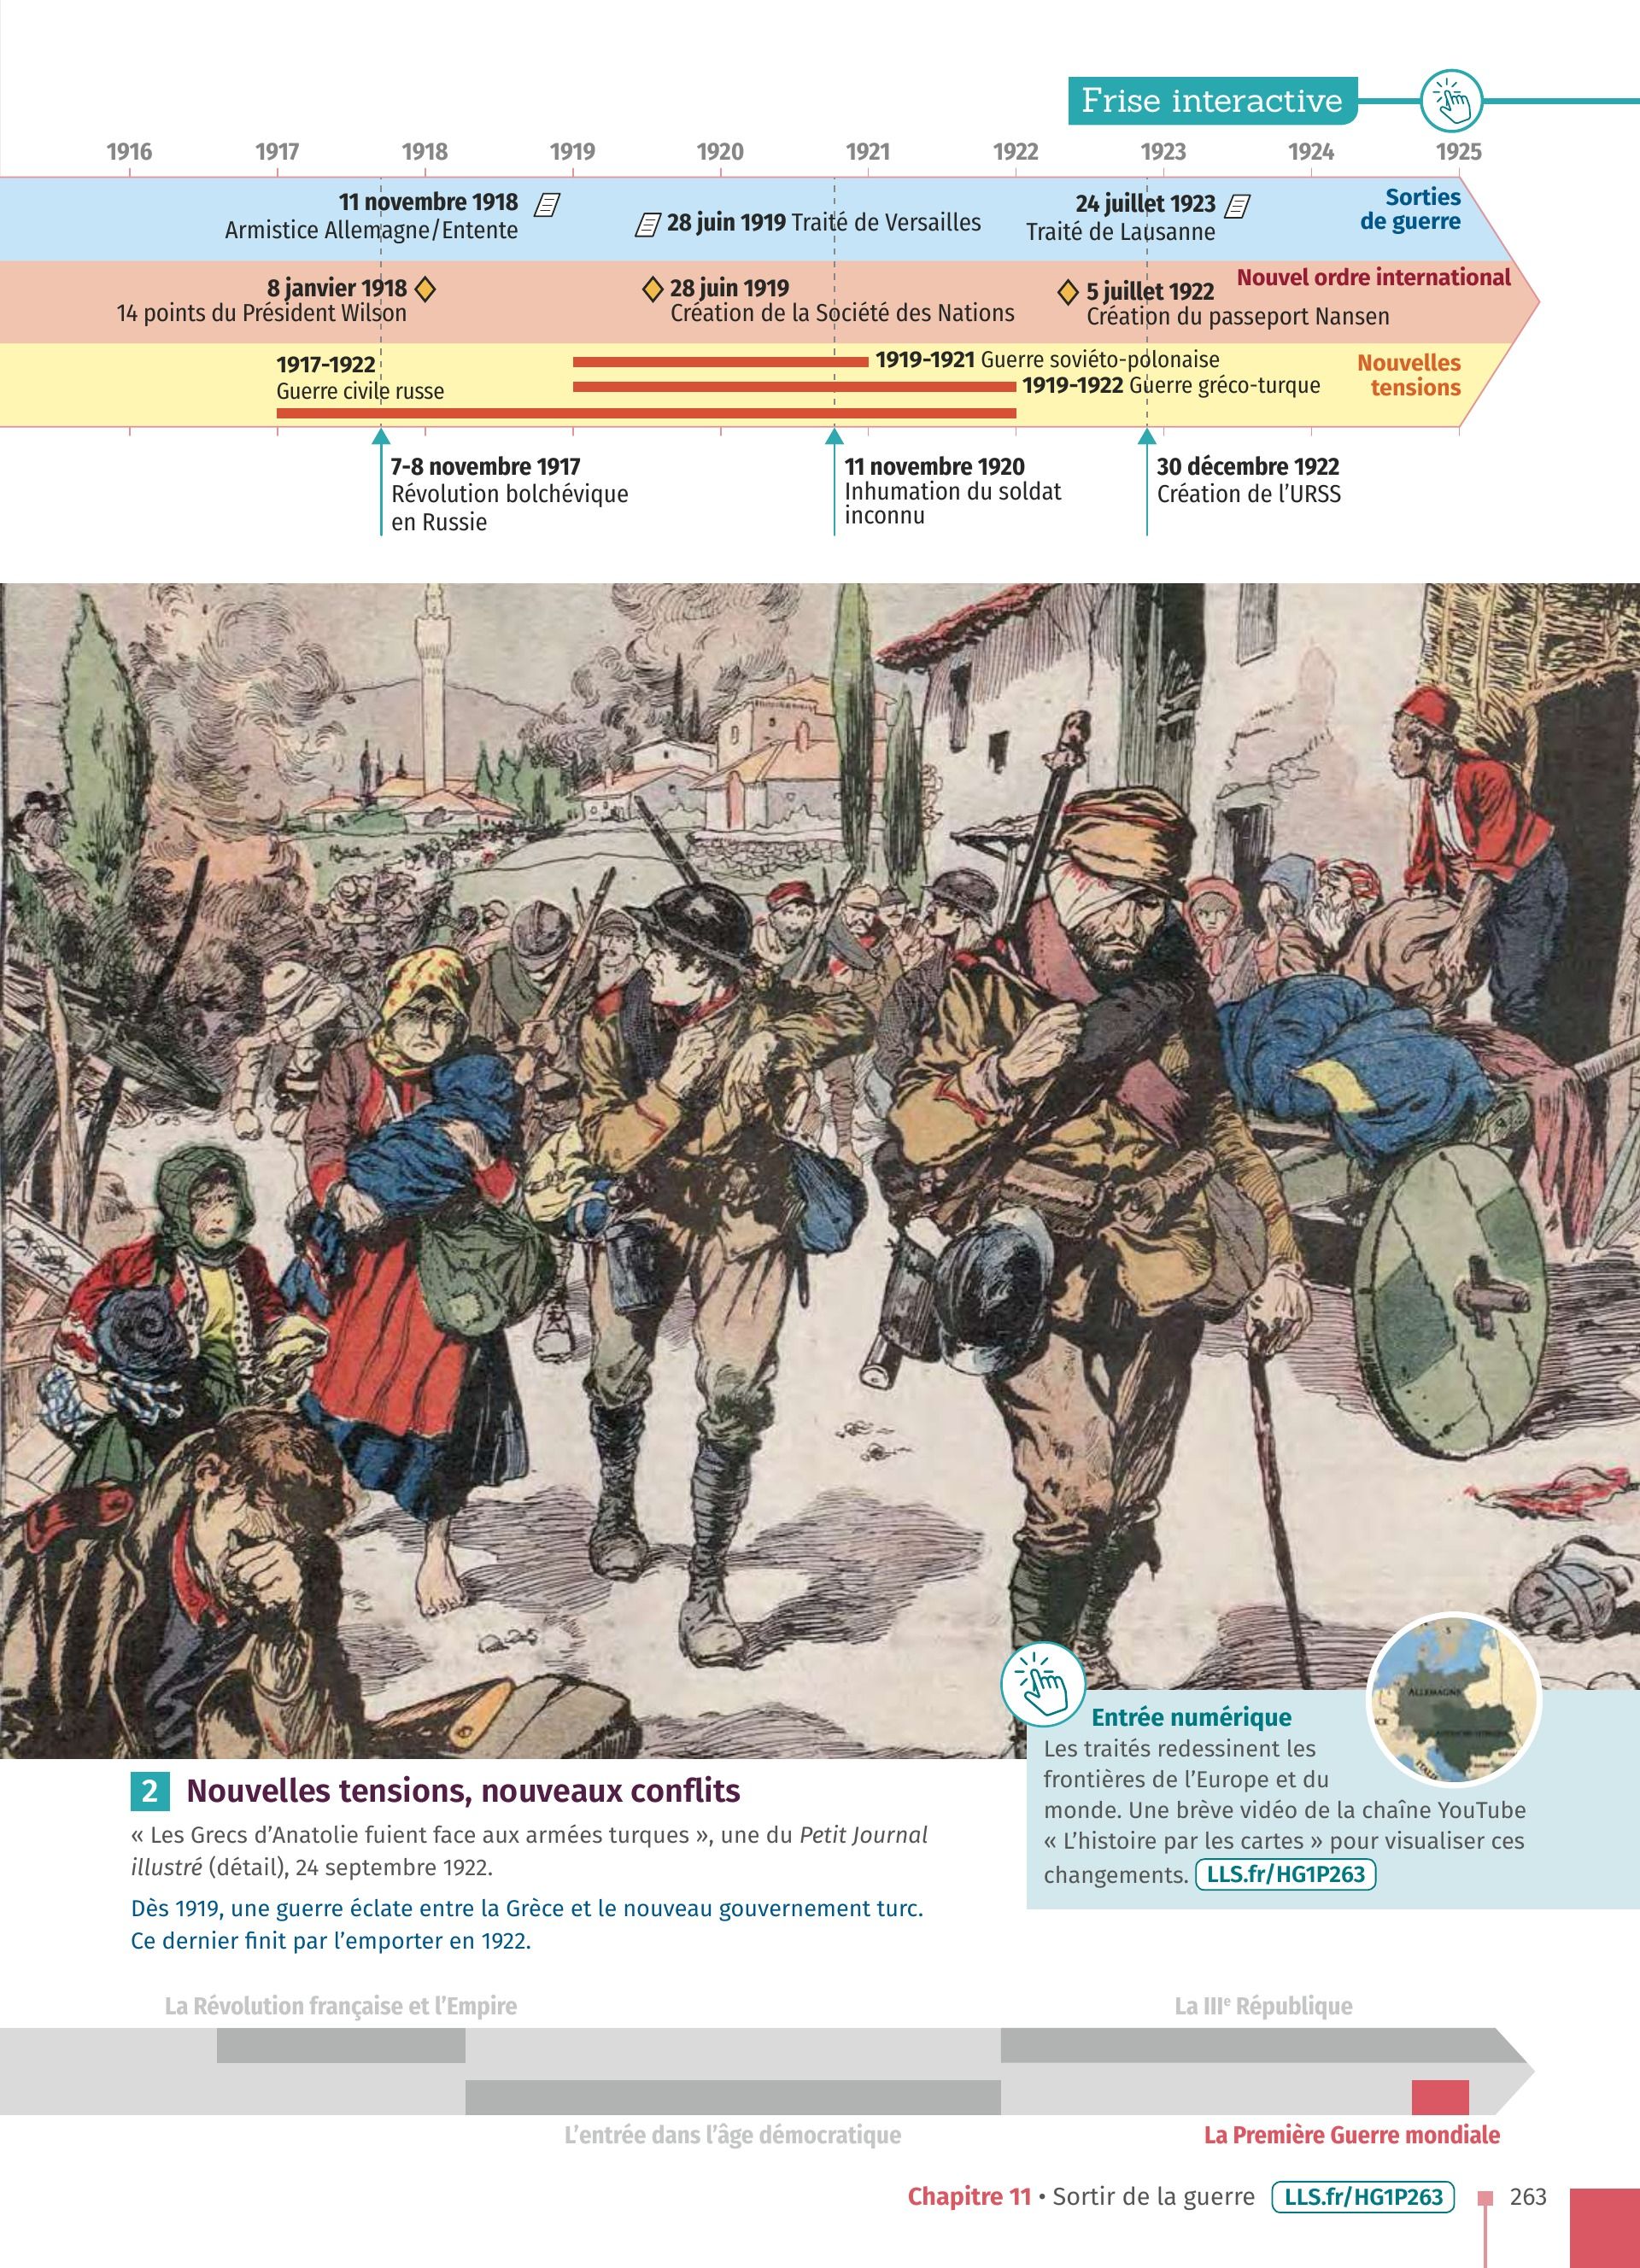 Frise interactive
1916 1917 1918 1919 1920 1921 1922 1923 1924 1925
11 novembre 1918
Armistice Allemagne/Entente
28 juin 1919 Traité de Versailles
24 juillet 1923
Traité de Lausanne
Sorties
de guerre
8 janvier 1918
14 points du Président Wilson
28 juin 1919
Création de la Société des Nations
5 juillet 1922
Création du passeport Nansen
Nouvel ordre international
1917-1922
Guerre civile russe
1919-1921 Guerre soviéto-polonaise
1919-1922 Guerre gréco-turque
Nouvelles
tensions
7-8 novembre 1917
Révolution bolchévique
en Russie
11 novembre 1920
Inhumation du soldat
inconnu
30 décembre 1922
Création de l'URSS
ALLEMAGNE
Entrée numérique
Les traités redessinent les
frontières de l'Europe et du
monde. Une brève vidéo de la chaîne YouTube
« L'histoire par les cartes » pour visualiser ces
changements. LLS.fr/HG1P263
2 Nouvelles tensions, nouveaux conflits
« Les Grecs d'Anatolie fuient face aux armées turques », une du Petit Journal
illustré (détail), 24 septembre 1922.
Dès 1919, une guerre éclate entre la Grèce et le nouveau gouvernement turc.
Ce dernier finit par l'emporter en 1922.
La Révolution française et l'Empire
La IIIe République
L'entrée dans l'âge démocratique
La Première Guerre mondiale
Chapitre 11 • Sortir de la guerre LLS.fr/HG1P263 263